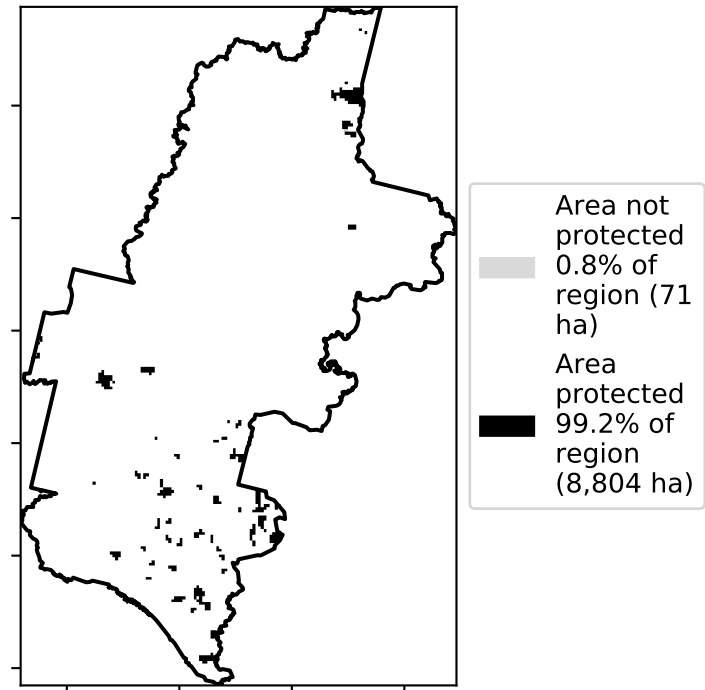 Area not
protected
0.8% of
region (71
ha)
Area
protected
99.2% of
region
(8,804 ha)